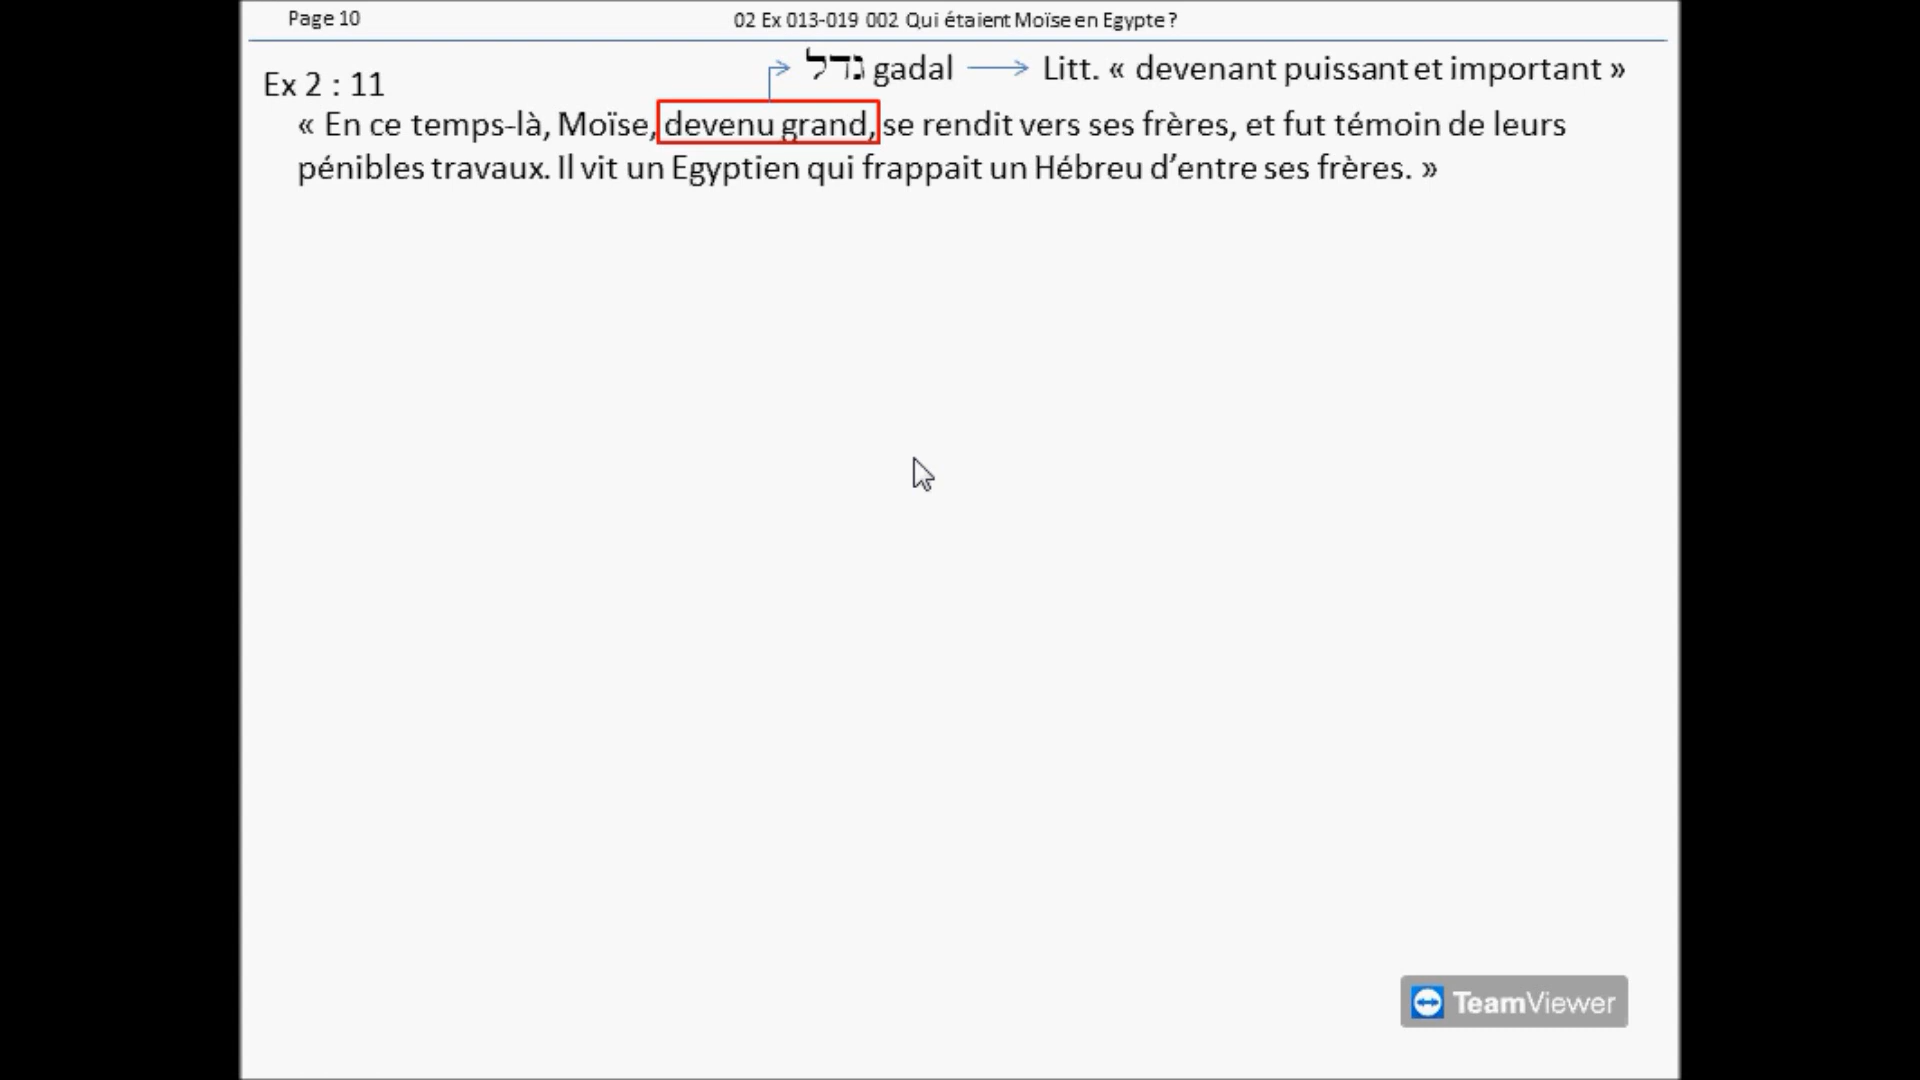 Page 10
02 Ex 013-019 002 Qui étaient Moïse en Egypte ?
גדל gadal Litt. « devenant puissant et important »
Ex 2 : 11
« En ce temps-là, Moïse, devenu grand, se rendit vers ses frères, et fut témoin de leurs
pénibles travaux. Il vit un Egyptien qui frappait un Hébreu d’entre ses frères. »
TeamViewer